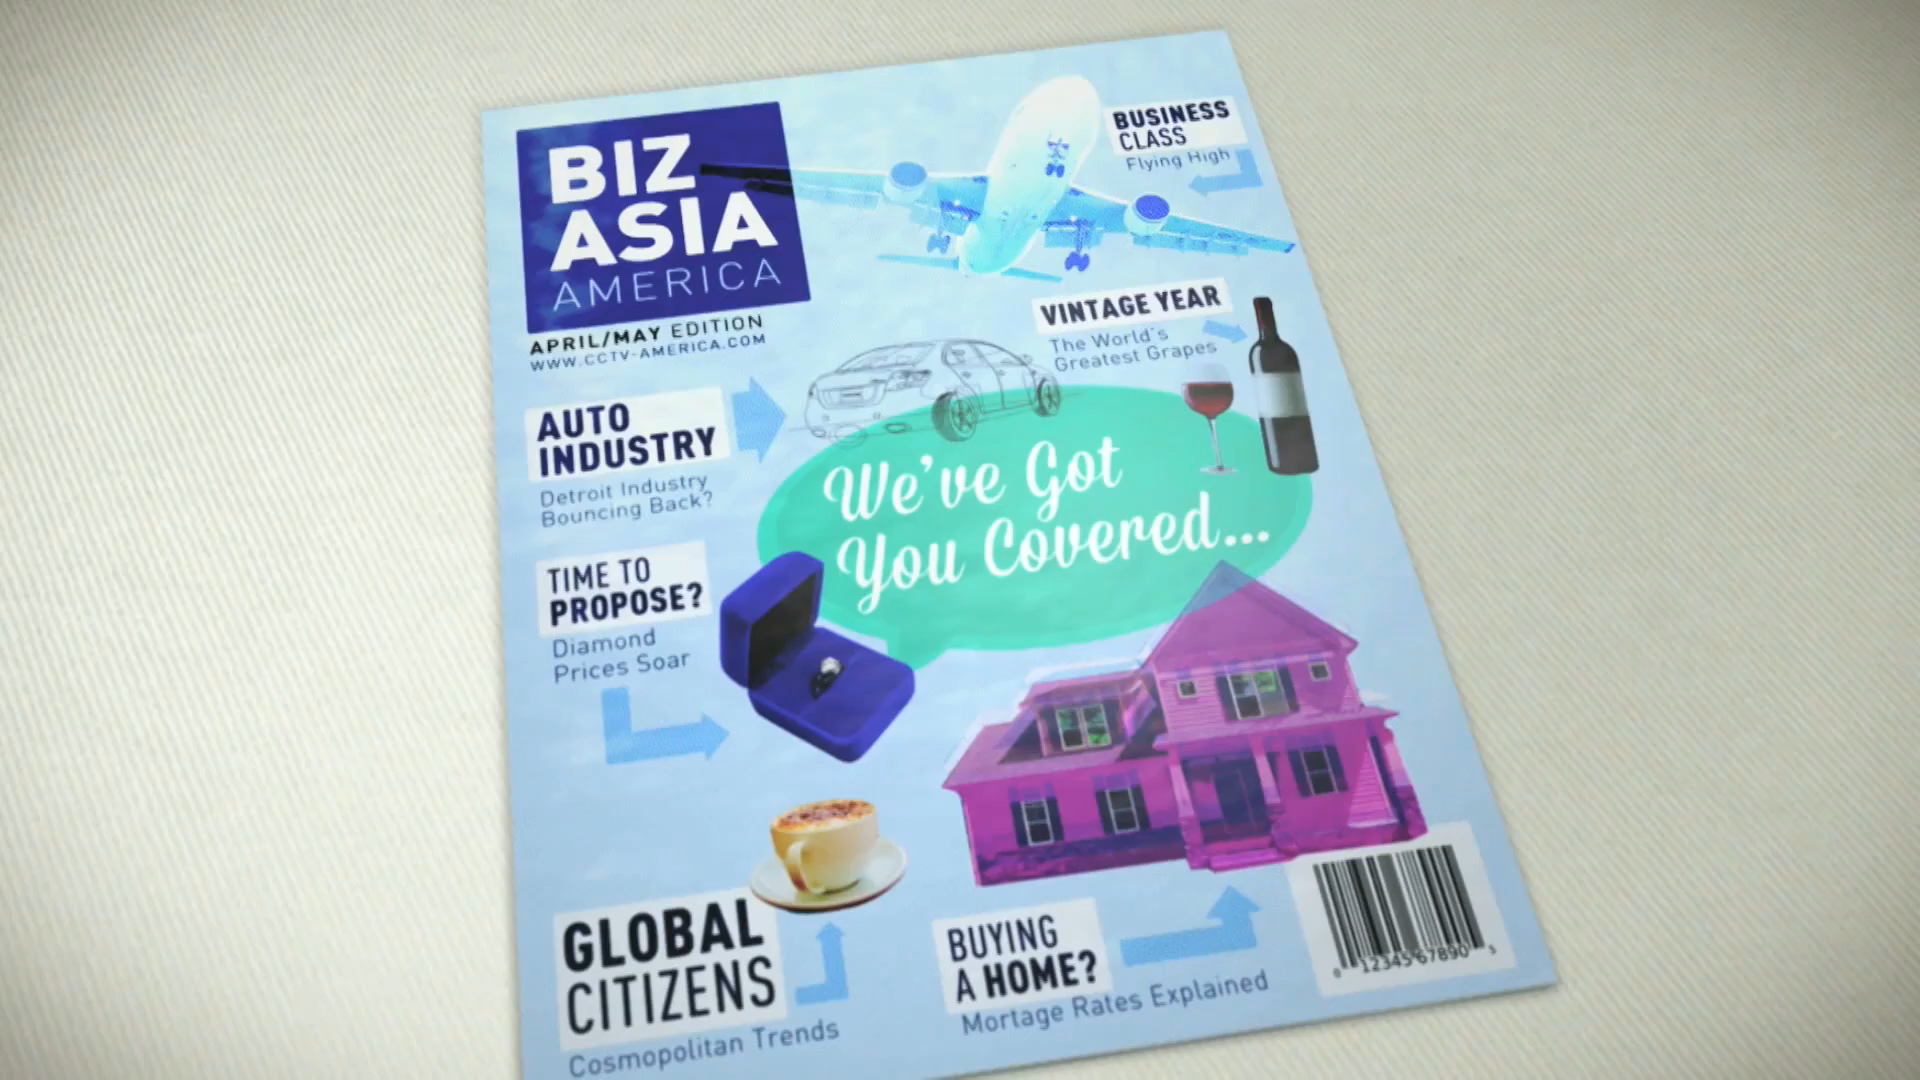 BIZ
ASIA
AMERICA
APRIL/MAY EDITION
WWW.CCTV-AMERICA.COM
BUSINESS
CLASS
Flying High
VINTAGE YEAR
The World's
Greatest Grapes
AUTO
INDUSTRY
Detroit Industry
Bouncing Back?
We've Got
You Covered...
TIME TO
PROPOSE?
Diamond
Prices Soar
GLOBAL
CITIZENS
Cosmopolitan Trends
BUYING
A HOME?
Mortage Rates Explained
0 12345 67890 5